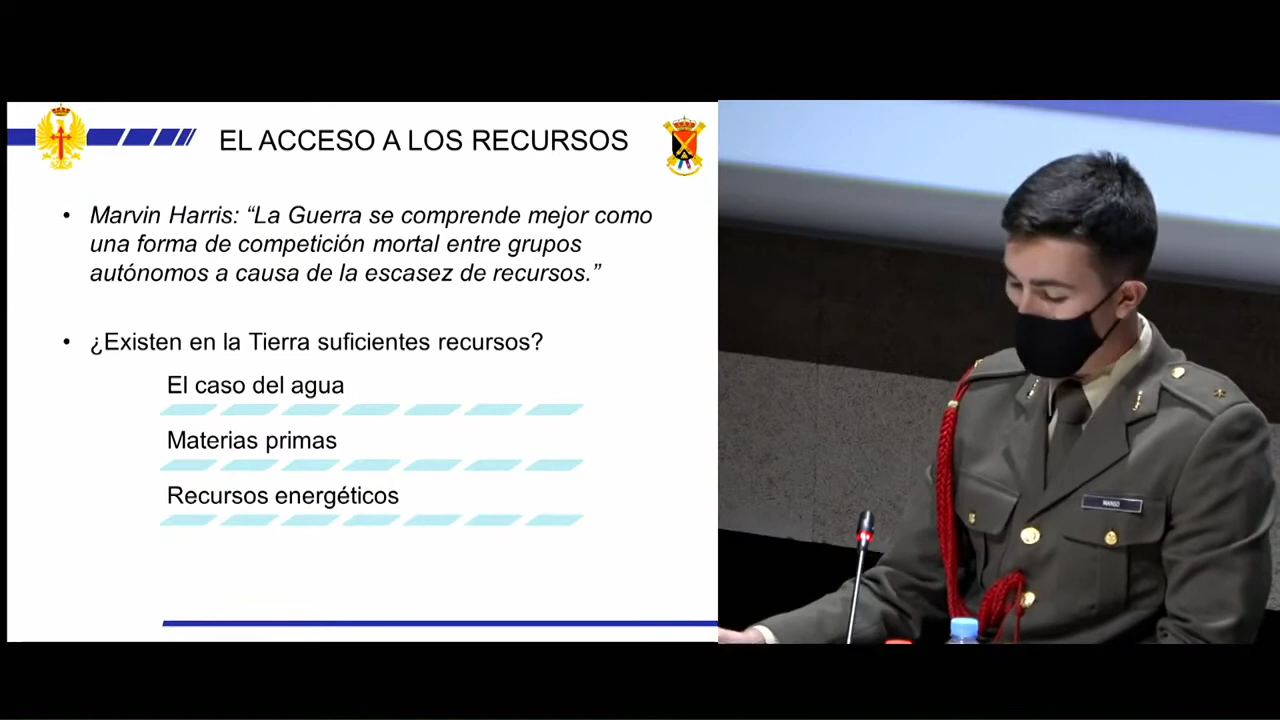 EL ACCESO A LOS RECURSOS
• Marvin Harris: “La Guerra se comprende mejor como
una forma de competición mortal entre grupos
autónomos a causa de la escasez de recursos.”
• ¿Existen en la Tierra suficientes recursos?
El caso del agua
Materias primas
Recursos energéticos